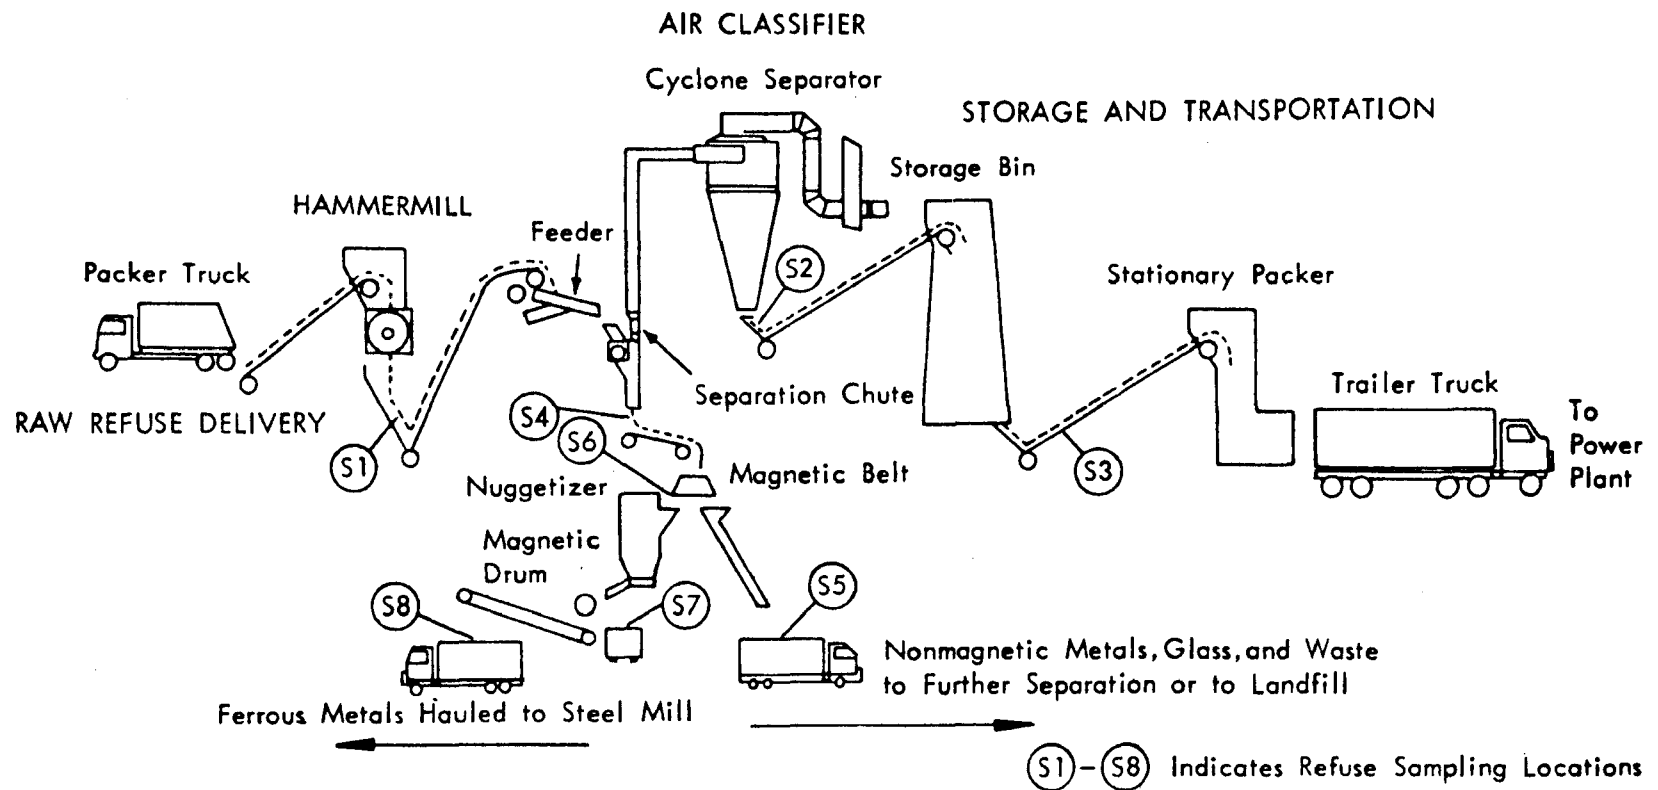 AIR CLASSIFIER
Cyclone Separator
STORAGE AND TRANSPORTATION
Storage Bin
HAMMERMILL
Feeder
Packer Truck
S2
Stationary Packer
Separation Chute
Trailer Truck
To
Power
Plant
RAW REFUSE DELIVERY
S4
S6
S1
S3
Magnetic Belt
Nuggetizer
Magnetic
Drum
S8
S7
S5
Nonmagnetic Metals, Glass, and Waste
to Further Separation or to Landfill
Ferrous Metals Hauled to Steel Mill
S1-S8 Indicates Refuse Sampling Locations